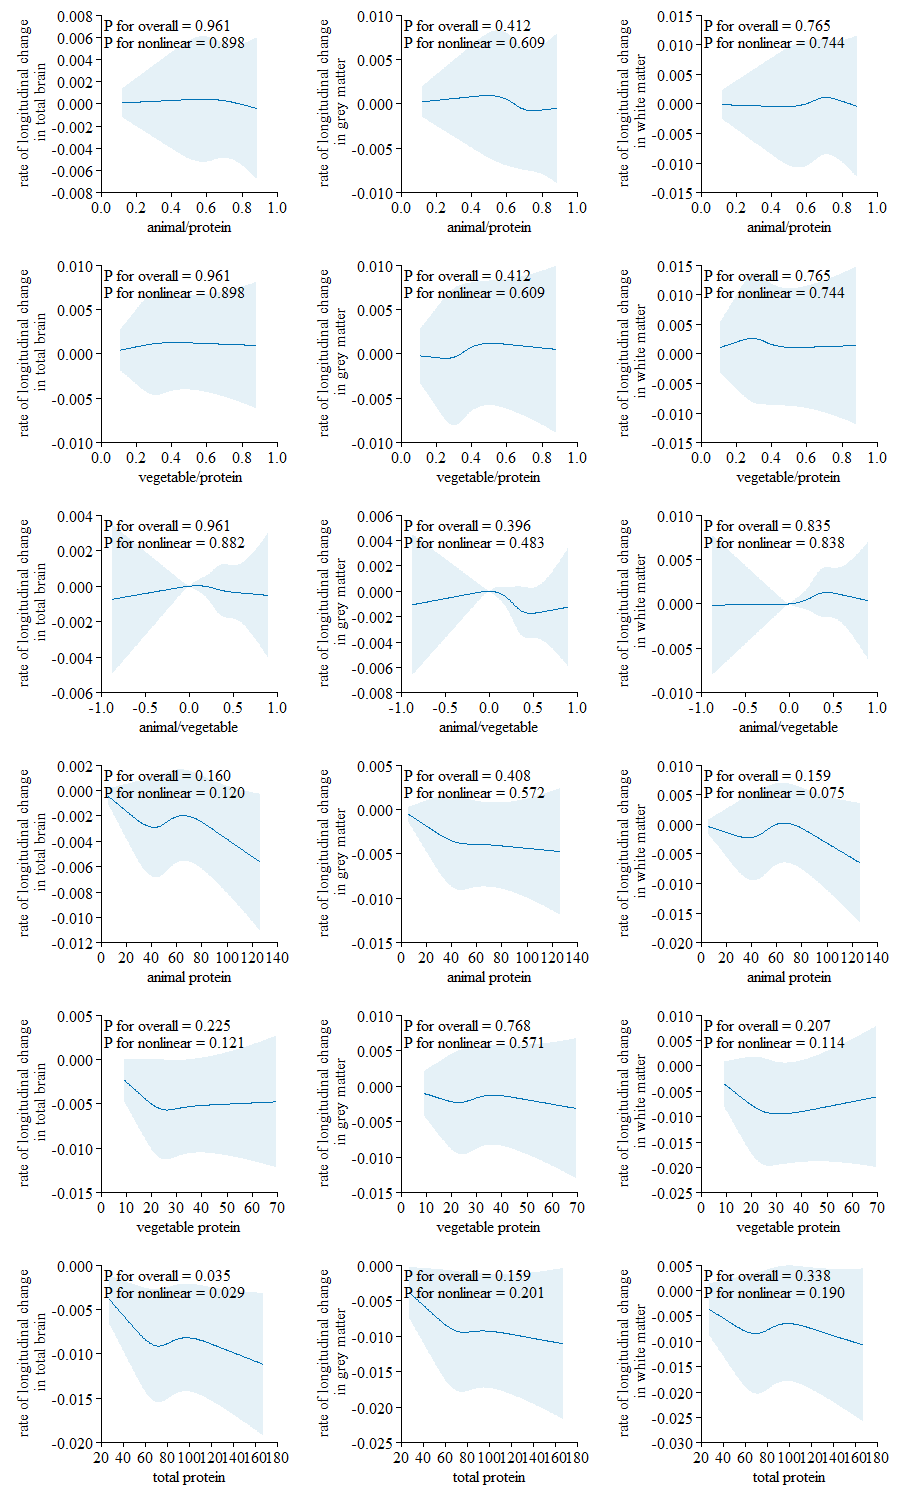 rate of longitudinal change
in total brain
0.008
0.006
0.004
0.002
0.000
-0.002
-0.004
-0.006
-0.008
P for overall = 0.961
P for nonlinear = 0.898
0.0 0.2 0.4 0.6 0.8 1.0
animal/protein
rate of longitudinal change
in grey matter
0.010
0.005
0.000
-0.005
-0.010
P for overall = 0.412
P for nonlinear = 0.609
0.0 0.2 0.4 0.6 0.8 1.0
animal/protein
rate of longitudinal change
in white matter
0.015
0.010
0.005
0.000
-0.005
-0.010
-0.015
P for overall = 0.765
P for nonlinear = 0.744
0.0 0.2 0.4 0.6 0.8 1.0
animal/protein
rate of longitudinal change
in total brain
0.010
0.005
0.000
-0.005
-0.010
P for overall = 0.961
P for nonlinear = 0.898
0.0 0.2 0.4 0.6 0.8 1.0
vegetable/protein
rate of longitudinal change
in grey matter
0.010
0.005
0.000
-0.005
-0.010
P for overall = 0.412
P for nonlinear = 0.609
0.0 0.2 0.4 0.6 0.8 1.0
vegetable/protein
rate of longitudinal change
in white matter
0.015
0.010
0.005
0.000
-0.005
-0.010
-0.015
P for overall = 0.765
P for nonlinear = 0.744
0.0 0.2 0.4 0.6 0.8 1.0
vegetable/protein
rate of longitudinal change
in total brain
0.004
0.002
0.000
-0.002
-0.004
-0.006
P for overall = 0.961
P for nonlinear = 0.882
-1.0 -0.5 0.0 0.5 1.0
animal/vegetable
rate of longitudinal change
in grey matter
0.006
0.004
0.002
0.000
-0.002
-0.004
-0.006
-0.008
P for overall = 0.396
P for nonlinear = 0.483
-1.0 -0.5 0.0 0.5 1.0
animal/vegetable
rate of longitudinal change
in white matter
0.010
0.005
0.000
-0.005
-0.010
P for overall = 0.835
P for nonlinear = 0.838
-1.0 -0.5 0.0 0.5 1.0
animal/vegetable
rate of longitudinal change
in total brain
0.002
0.000
-0.002
-0.004
-0.006
-0.008
-0.010
-0.012
P for overall = 0.160
P for nonlinear = 0.120
0 20 40 60 80 100 120 140
animal protein
rate of longitudinal change
in grey matter
0.005
0.000
-0.005
-0.010
-0.015
P for overall = 0.408
P for nonlinear = 0.572
0 20 40 60 80 100 120 140
animal protein
rate of longitudinal change
in white matter
0.010
0.005
0.000
-0.005
-0.010
-0.015
-0.020
P for overall = 0.159
P for nonlinear = 0.075
0 20 40 60 80 100 120 140
animal protein
rate of longitudinal change
in total brain
0.005
0.000
-0.005
-0.010
-0.015
P for overall = 0.225
P for nonlinear = 0.121
0 10 20 30 40 50 60 70
vegetable protein
rate of longitudinal change
in grey matter
0.010
0.005
0.000
-0.005
-0.010
-0.015
P for overall = 0.768
P for nonlinear = 0.571
0 10 20 30 40 50 60 70
vegetable protein
rate of longitudinal change
in white matter
0.010
0.005
0.000
-0.005
-0.010
-0.015
-0.020
-0.025
P for overall = 0.207
P for nonlinear = 0.114
0 10 20 30 40 50 60 70
vegetable protein
rate of longitudinal change
in total brain
0.000
-0.005
-0.010
-0.015
-0.020
P for overall = 0.035
P for nonlinear = 0.029
20 40 60 80 100 120 140 160 180
total protein
rate of longitudinal change
in grey matter
0.000
-0.005
-0.010
-0.015
-0.020
-0.025
P for overall = 0.159
P for nonlinear = 0.201
20 40 60 80 100 120 140 160 180
total protein
rate of longitudinal change
in white matter
0.005
0.000
-0.005
-0.010
-0.015
-0.020
-0.025
-0.030
P for overall = 0.338
P for nonlinear = 0.190
20 40 60 80 100 120 140 160 180
total protein